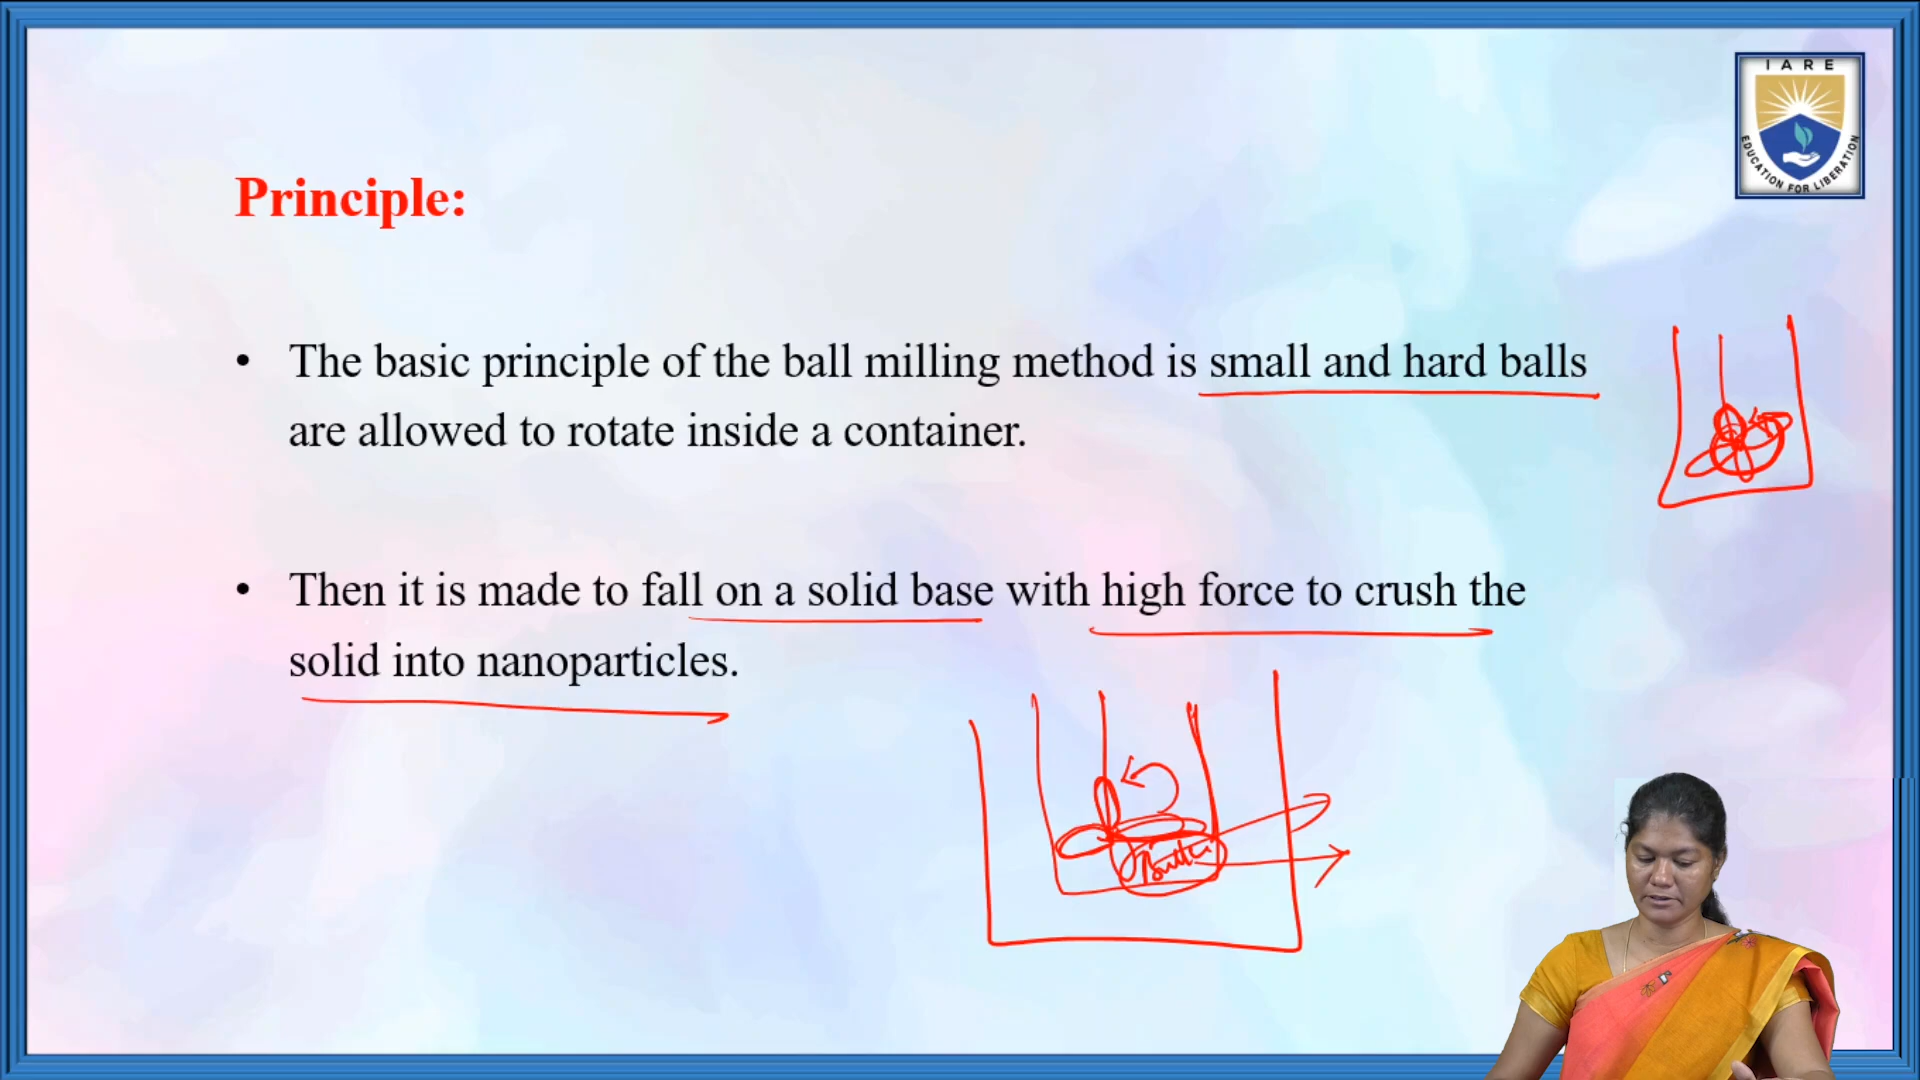 IARE
EDUCATION FOR LIBERATION
Principle:
• The basic principle of the ball milling method is small and hard balls
are allowed to rotate inside a container.
• Then it is made to fall on a solid base with high force to crush the
solid into nanoparticles.